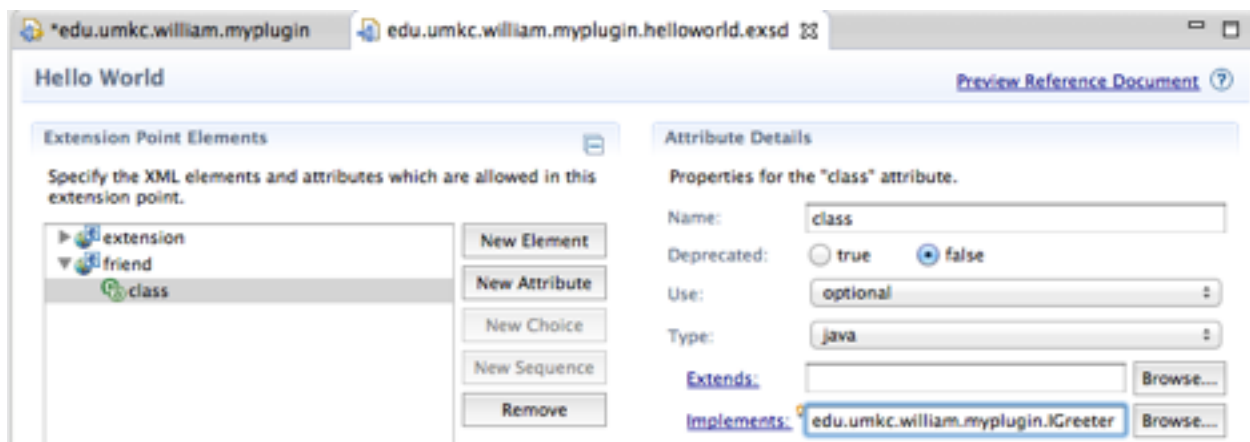 *edu.umkc.william.myplugin
edu.umkc.william.myplugin.helloworld.exsd
Hello World
Preview Reference Document
Extension Point Elements
Specify the XML elements and attributes which are allowed in this
extension point.
extension
friend
class
New Element
New Attribute
New Choice
New Sequence
Remove
Attribute Details
Properties for the "class" attribute.
Name: class
Deprecated: true false
Use: optional
Type: java
Extends: Browse...
Implements: edu.umkc.william.myplugin.IGreeter Browse...